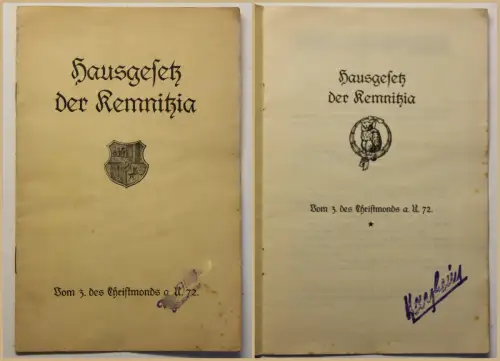 Hausgesetz
der Kemnitzia
Vom 3. des Christmonds a. U. 72.
Hausgesetz
der Kemnitzia
Vom 3. des Christmonds a. U. 72.
*